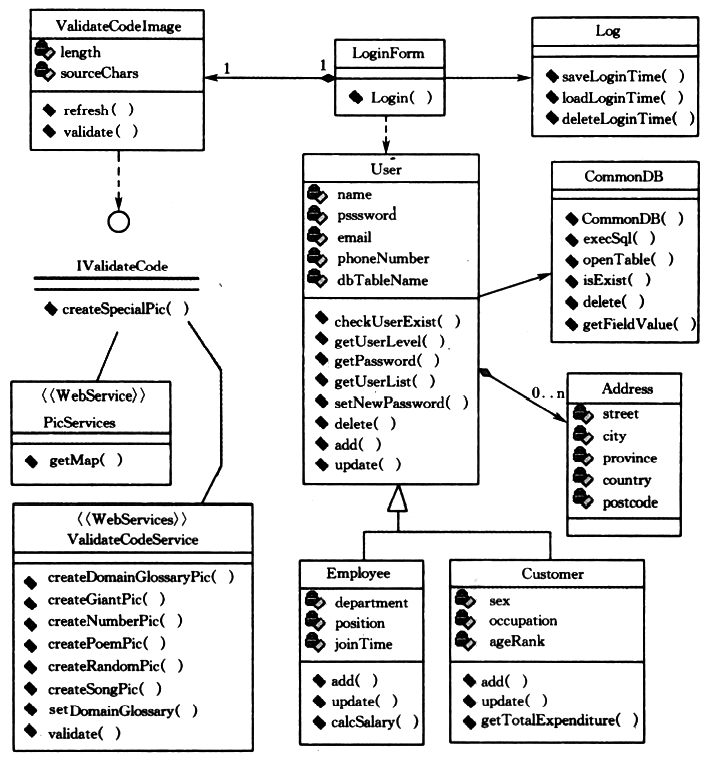 ValidateCodeImage
length
sourceChars
refresh( )
validate( )
1
1
LoginForm
Login( )
Log
saveLoginTime( )
loadLoginTime( )
deleteLoginTime( )
User
name
psssword
email
phoneNumber
dbTableName
checkUserExist( )
getUserLevel( )
getPassword( )
getUserList( )
setNewPassword( )
delete( )
add( )
update( )
CommonDB
CommonDB( )
execSql( )
openTable( )
isExist( )
delete( )
getFieldValue( )
IValidateCode
createSpecialPic( )
0..n
Address
street
city
province
country
postcode
《WebService》
PicServices
getMap( )
《WebServices》
ValidateCodeService
createDomainGlossaryPic( )
createGiantPic( )
createNumberPic( )
createPoemPic( )
createRandomPic( )
createSongPic( )
setDomainGlossary( )
validate( )
Employee
department
position
joinTime
add( )
update( )
calcSalary( )
Customer
sex
occupation
ageRank
add( )
update( )
getTotalExpenditure( )